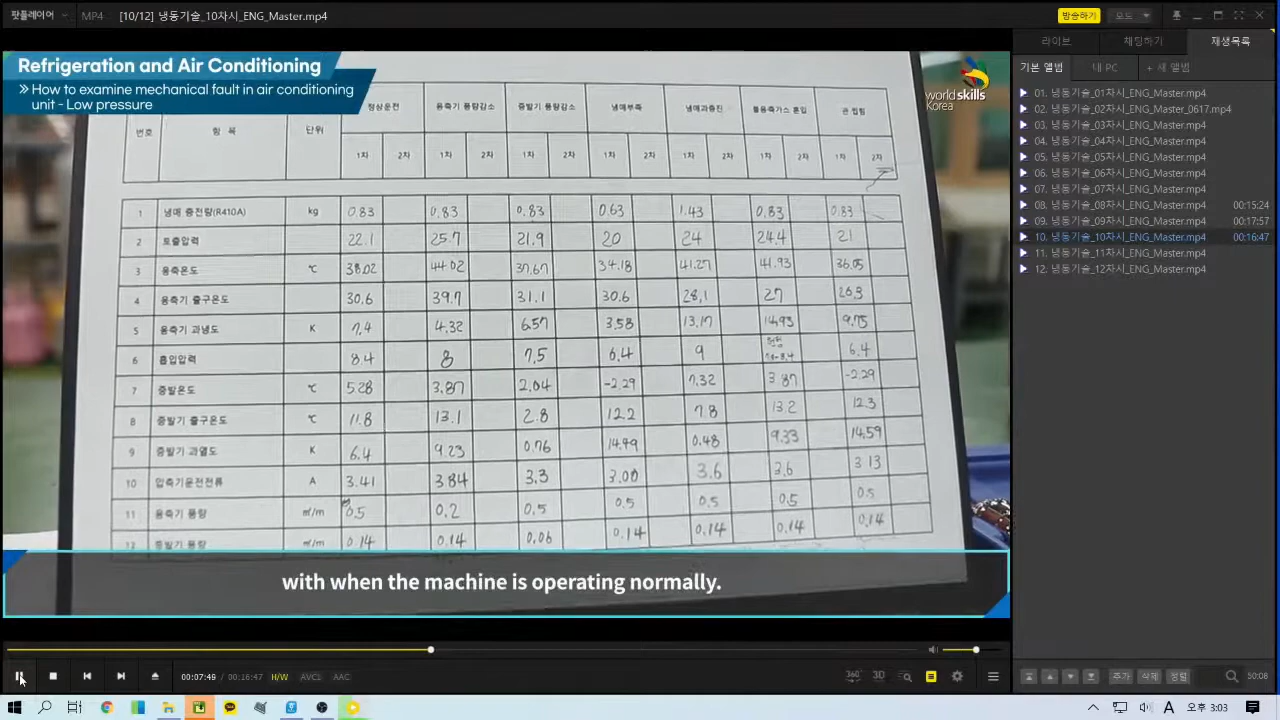 팟플레이어 MP4 [10/12] 냉동기술_10차시_ENG_Master.mp4 방송하기 모드
Refrigeration and Air Conditioning
» How to examine mechanical fault in air conditioning
unit - Low pressure
worldskills
Korea
번호 항 목 단위 정상운전 응축기 풍량감소 증발기 풍량감소 냉매부족 냉매과충진 불응축가스 혼입 관 찝힘
1차 2차 1차 2차 1차 2차 1차 2차 1차 2차 1차 2차 1차 2차
1 냉매 충전량(R410A) kg 0.83 0.83 0.83 0.63 1.43 0.83 0.83
2 토출압력 22.1 25.7 21.9 20 24 24.4 21
3 응축온도 ℃ 38.02 44.02 37.67 34.18 41.27 41.93 36.05
4 응축기 출구온도 30.6 39.7 31.1 30.6 28.1 27 26.3
5 응축기 과냉도 K 7.4 4.32 6.57 3.58 13.17 14.93 9.75
6 흡입압력 8.4 8 7.5 6.4 9 6.4
7 증발온도 ℃ 5.28 3.87 2.04 -2.29 7.32 3.87 -2.29
8 증발기 출구온도 ℃ 11.8 13.1 2.8 12.2 7.8 13.2 12.3
9 증발기 과열도 K 6.4 9.23 0.76 14.49 0.48 9.33 14.59
10 압축기운전전류 A 3.41 3.84 3.3 3.00 3.6 3.6 3.13
11 응축기 풍량 ㎥/m 0.5 0.2 0.5 0.5 0.5 0.5 0.5
12 증발기 풍량 ㎥/m 0.14 0.14 0.06 0.14 0.14 0.14 0.14
with when the machine is operating normally.
00:07:49 00:16:47 H/W AVC1 AAC
360° 3D
라이브 채팅하기 재생목록
기본 앨범 내 PC + 새 앨범
01. 냉동기술_01차시_ENG_Master.mp4
02. 냉동기술_02차시_ENG_Master_0617.mp4
03. 냉동기술_03차시_ENG_Master.mp4
04. 냉동기술_04차시_ENG_Master.mp4
05. 냉동기술_05차시_ENG_Master.mp4
06. 냉동기술_06차시_ENG_Master.mp4
07. 냉동기술_07차시_ENG_Master.mp4
08. 냉동기술_08차시_ENG_Master.mp4 00:15:24
09. 냉동기술_09차시_ENG_Master.mp4 00:17:57
10. 냉동기술_10차시_ENG_Master.mp4 00:16:47
11. 냉동기술_11차시_ENG_Master.mp4
12. 냉동기술_12차시_ENG_Master.mp4
추가 삭제 정렬 50:08
A 오후 3:03